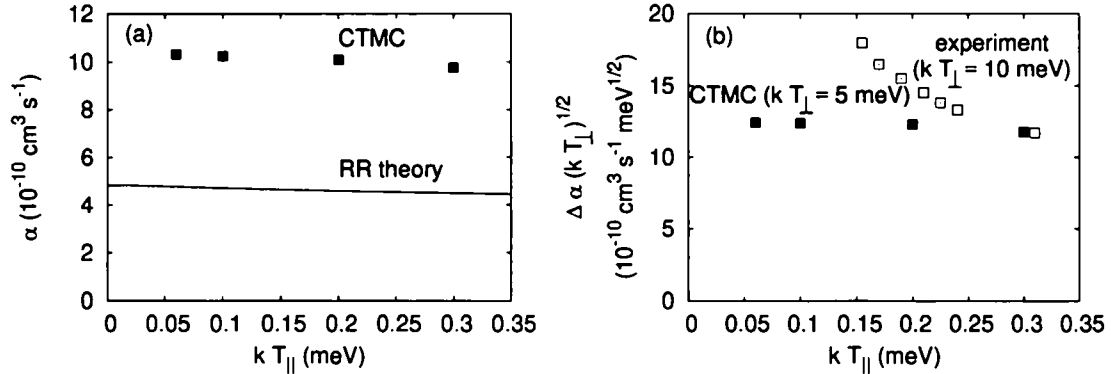 (a)
CTMC
RR theory
α (10⁻¹⁰ cm³ s⁻¹)
12
10
8
6
4
2
0
0 0.05 0.1 0.15 0.2 0.25 0.3 0.35
k T|| (meV)
(b)
experiment
(k T⊥ = 10 meV)
CTMC (k T⊥ = 5 meV)
Δ α (k T⊥)^1/2
(10⁻¹⁰ cm³ s⁻¹ meV^1/2)
20
15
10
5
0
0 0.05 0.1 0.15 0.2 0.25 0.3 0.35
k T|| (meV)